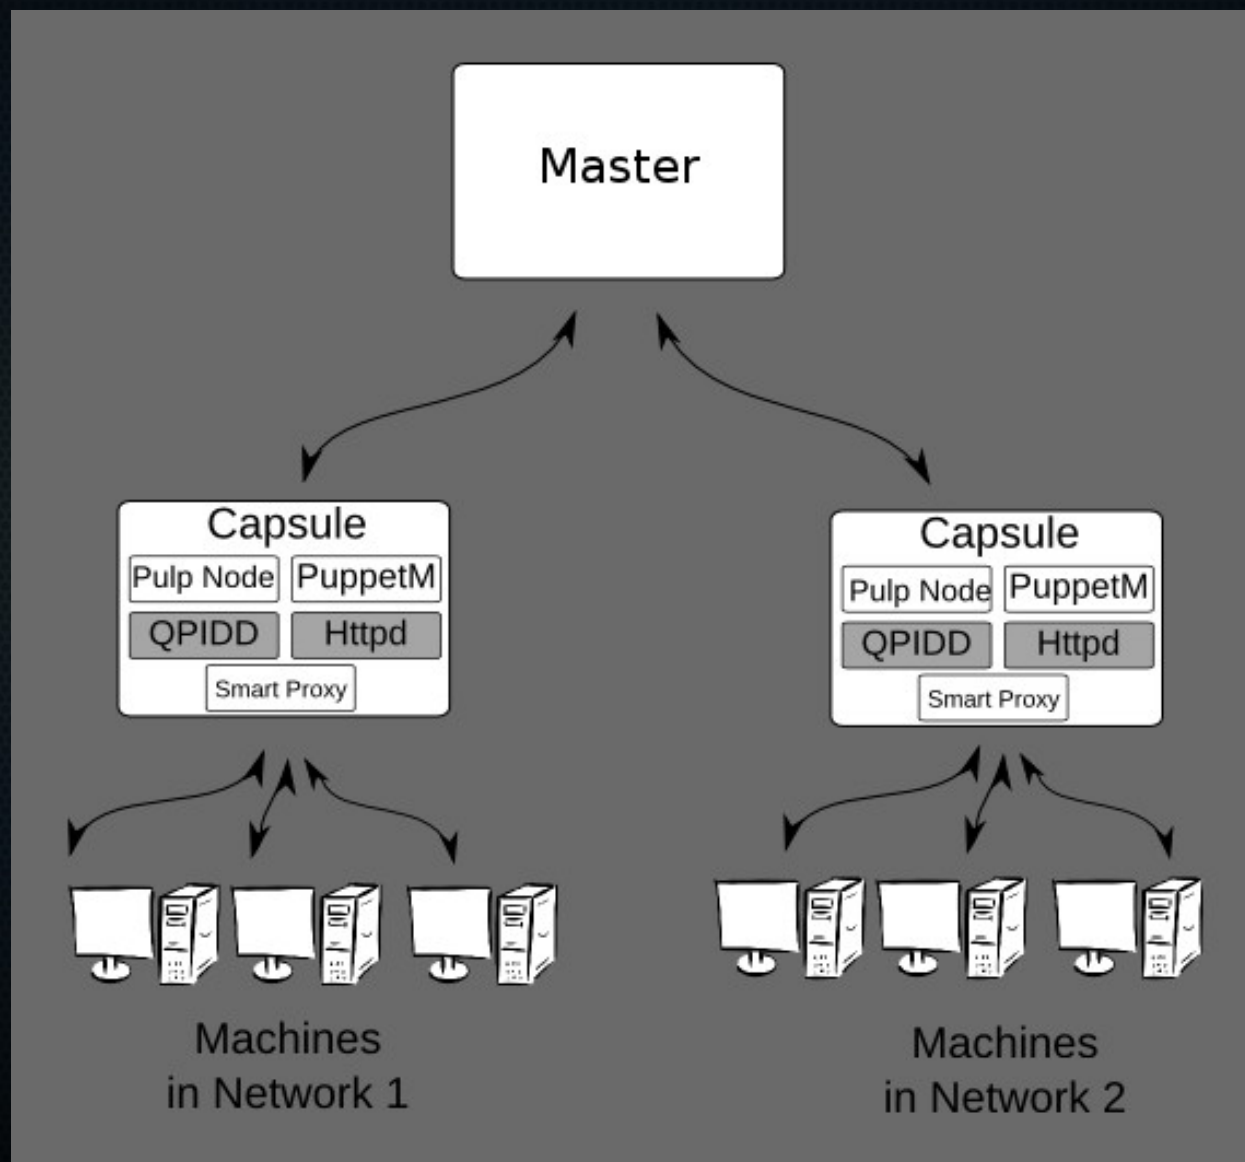 Master
Capsule
Pulp Node
PuppetM
QPIDD
Httpd
Smart Proxy
Capsule
Pulp Node
PuppetM
QPIDD
Httpd
Smart Proxy
Machines
in Network 1
Machines
in Network 2